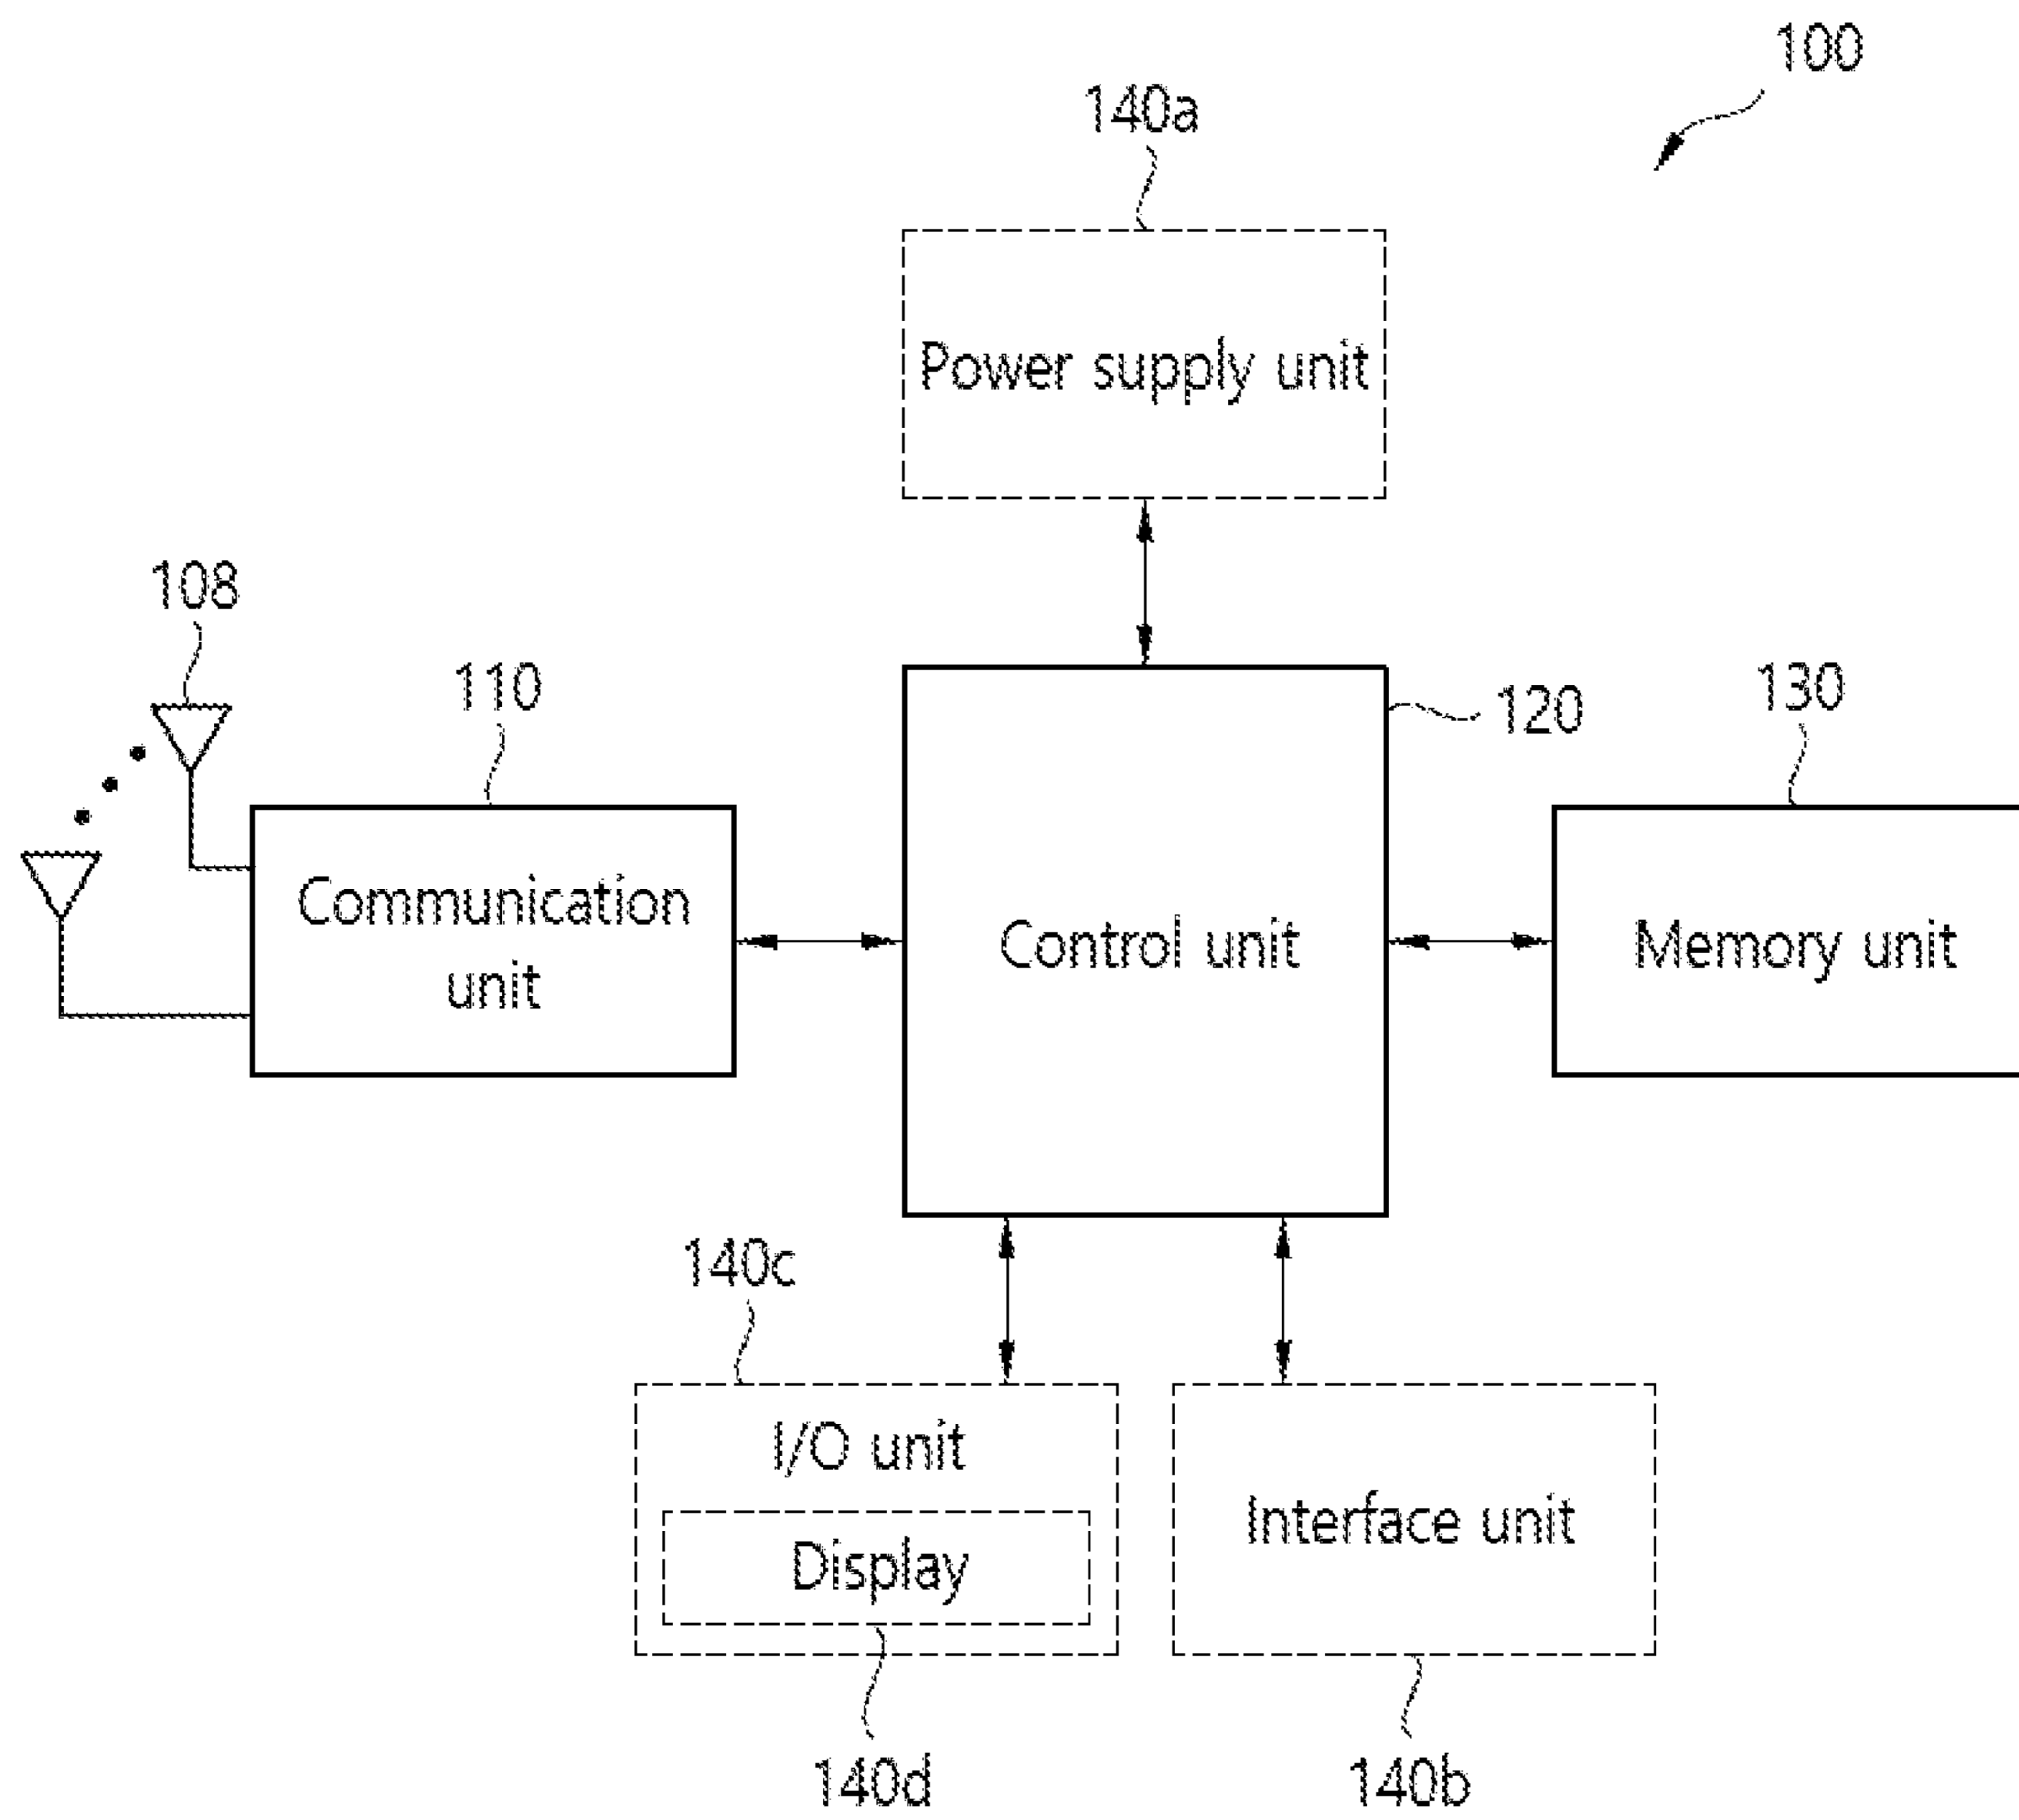 100
140a
Power supply unit
108
110
120
130
Communication
unit
Control unit
Memory unit
140c
I/O unit
Display
Interface unit
140d
140b